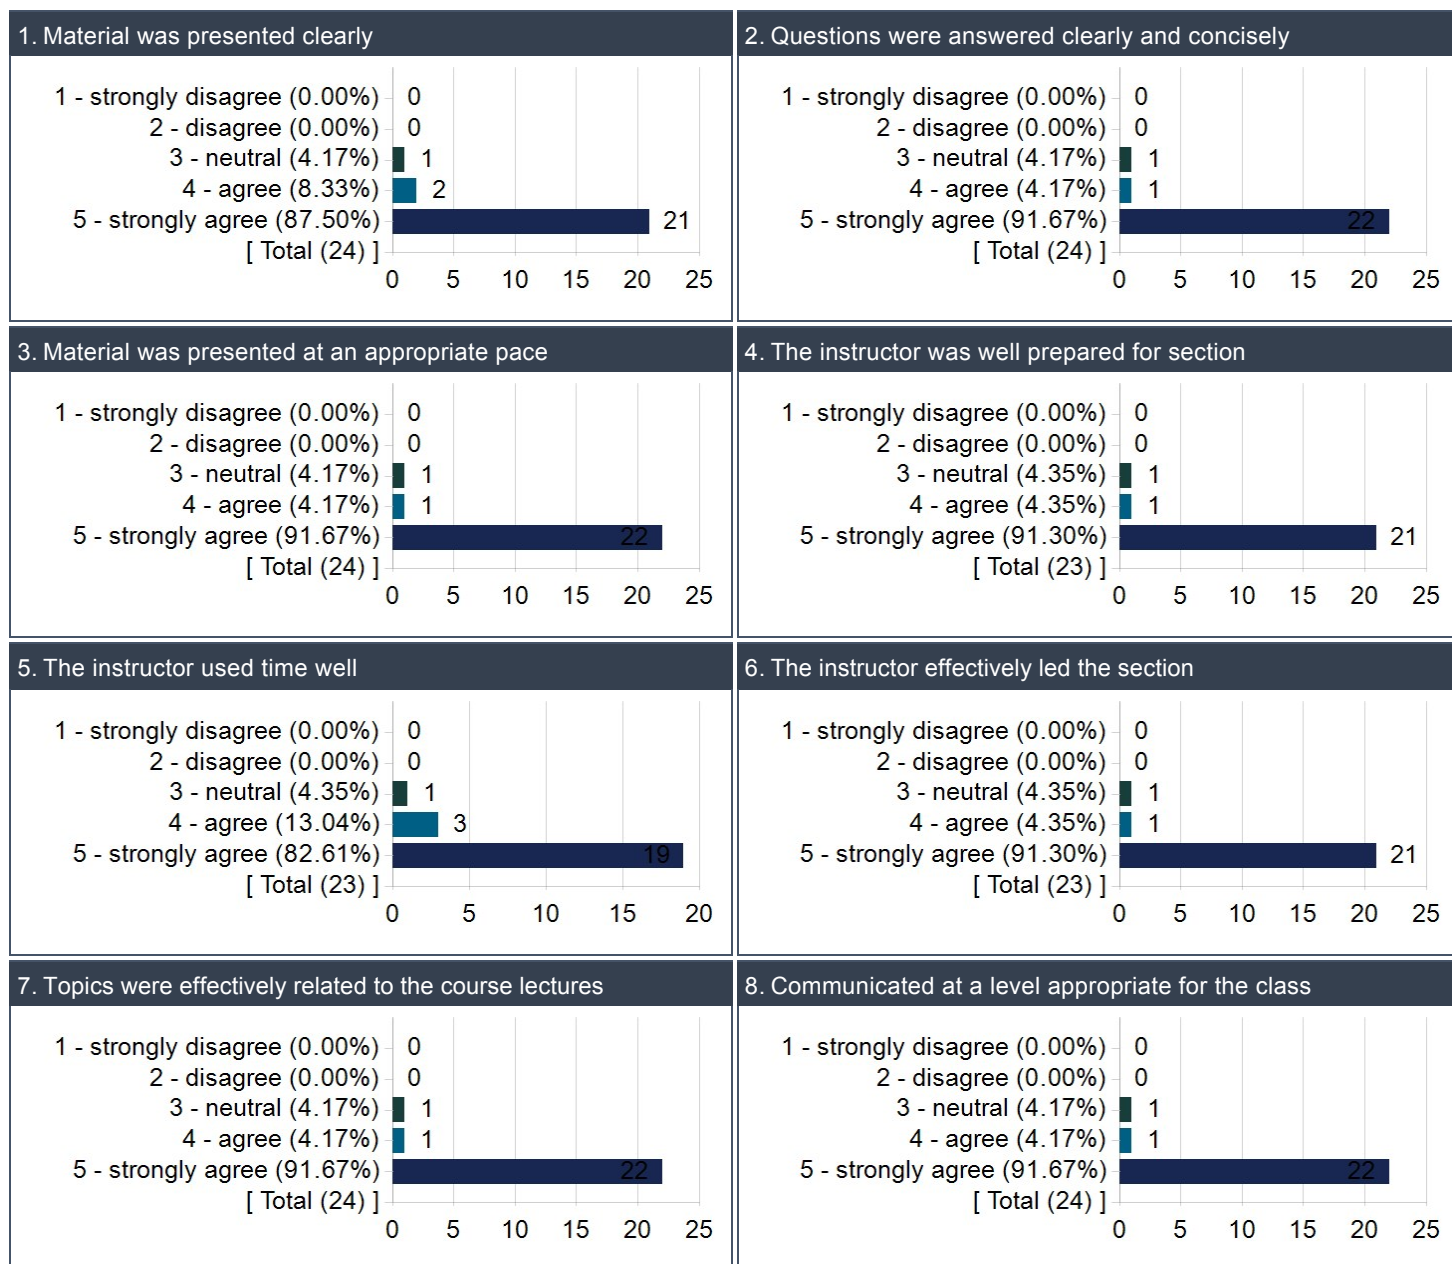 1. Material was presented clearly
1 - strongly disagree (0.00%) 0
2 - disagree (0.00%) 0
3 - neutral (4.17%) 1
4 - agree (8.33%) 2
5 - strongly agree (87.50%) 21
[ Total (24) ]
0 5 10 15 20 25
2. Questions were answered clearly and concisely
1 - strongly disagree (0.00%) 0
2 - disagree (0.00%) 0
3 - neutral (4.17%) 1
4 - agree (4.17%) 1
5 - strongly agree (91.67%) 22
[ Total (24) ]
0 5 10 15 20 25
3. Material was presented at an appropriate pace
1 - strongly disagree (0.00%) 0
2 - disagree (0.00%) 0
3 - neutral (4.17%) 1
4 - agree (4.17%) 1
5 - strongly agree (91.67%) 22
[ Total (24) ]
0 5 10 15 20 25
4. The instructor was well prepared for section
1 - strongly disagree (0.00%) 0
2 - disagree (0.00%) 0
3 - neutral (4.35%) 1
4 - agree (4.35%) 1
5 - strongly agree (91.30%) 21
[ Total (23) ]
0 5 10 15 20 25
5. The instructor used time well
1 - strongly disagree (0.00%) 0
2 - disagree (0.00%) 0
3 - neutral (4.35%) 1
4 - agree (13.04%) 3
5 - strongly agree (82.61%) 19
[ Total (23) ]
0 5 10 15 20
6. The instructor effectively led the section
1 - strongly disagree (0.00%) 0
2 - disagree (0.00%) 0
3 - neutral (4.35%) 1
4 - agree (4.35%) 1
5 - strongly agree (91.30%) 21
[ Total (23) ]
0 5 10 15 20 25
7. Topics were effectively related to the course lectures
1 - strongly disagree (0.00%) 0
2 - disagree (0.00%) 0
3 - neutral (4.17%) 1
4 - agree (4.17%) 1
5 - strongly agree (91.67%) 22
[ Total (24) ]
0 5 10 15 20 25
8. Communicated at a level appropriate for the class
1 - strongly disagree (0.00%) 0
2 - disagree (0.00%) 0
3 - neutral (4.17%) 1
4 - agree (4.17%) 1
5 - strongly agree (91.67%) 22
[ Total (24) ]
0 5 10 15 20 25